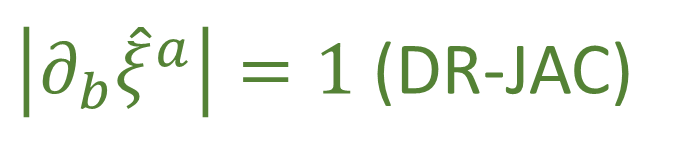 |∂_b ξ̂^a| = 1 (DR-JAC)